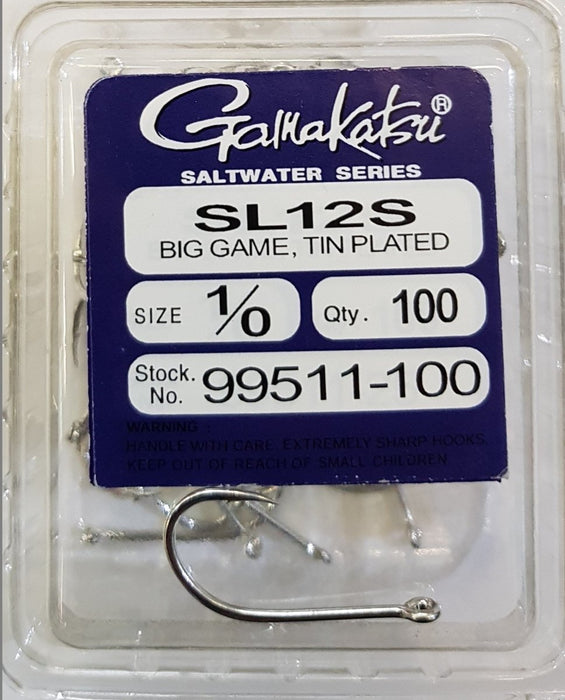 Gamakatsu®
SALTWATER SERIES
SL12S
BIG GAME, TIN PLATED
SIZE 1/0 Qty. 100
Stock. No. 99511-100
WARNING :
HANDLE WITH CARE. EXTREMELY SHARP HOOKS.
KEEP OUT OF REACH OF SMALL CHILDREN